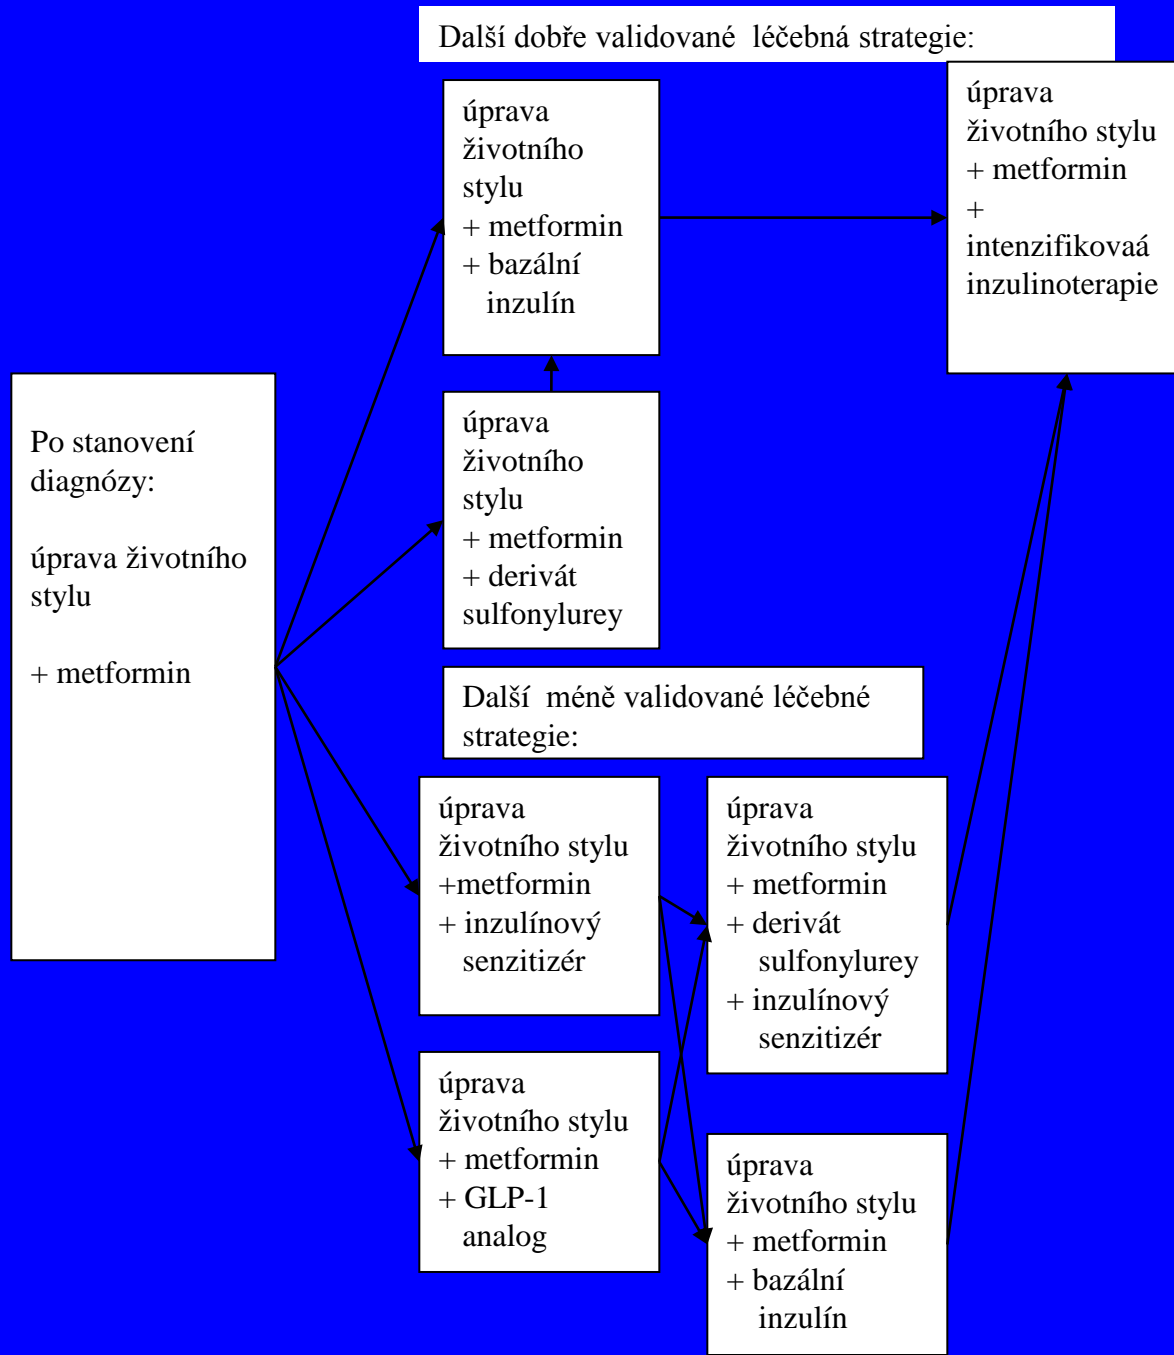 Další dobře validované  léčebná strategie:
úprava
životního
stylu
+ metformin
+ bazální
inzulín
úprava
životního stylu
+ metformin
+
intenzifikovaá
inzulinoterapie
Po stanovení
diagnózy:
úprava životního
stylu
+ metformin
úprava
životního
stylu
+ metformin
+ derivát
sulfonylurey
Další  méně validované léčebné
strategie:
úprava
životního stylu
+metformin
+ inzulínový
senzitizér
úprava
životního stylu
+ metformin
+ derivát
sulfonylurey
+ inzulínový
senzitizér
úprava
životního stylu
+ metformin
+ GLP-1
analog
úprava
životního stylu
+ metformin
+ bazální
inzulín